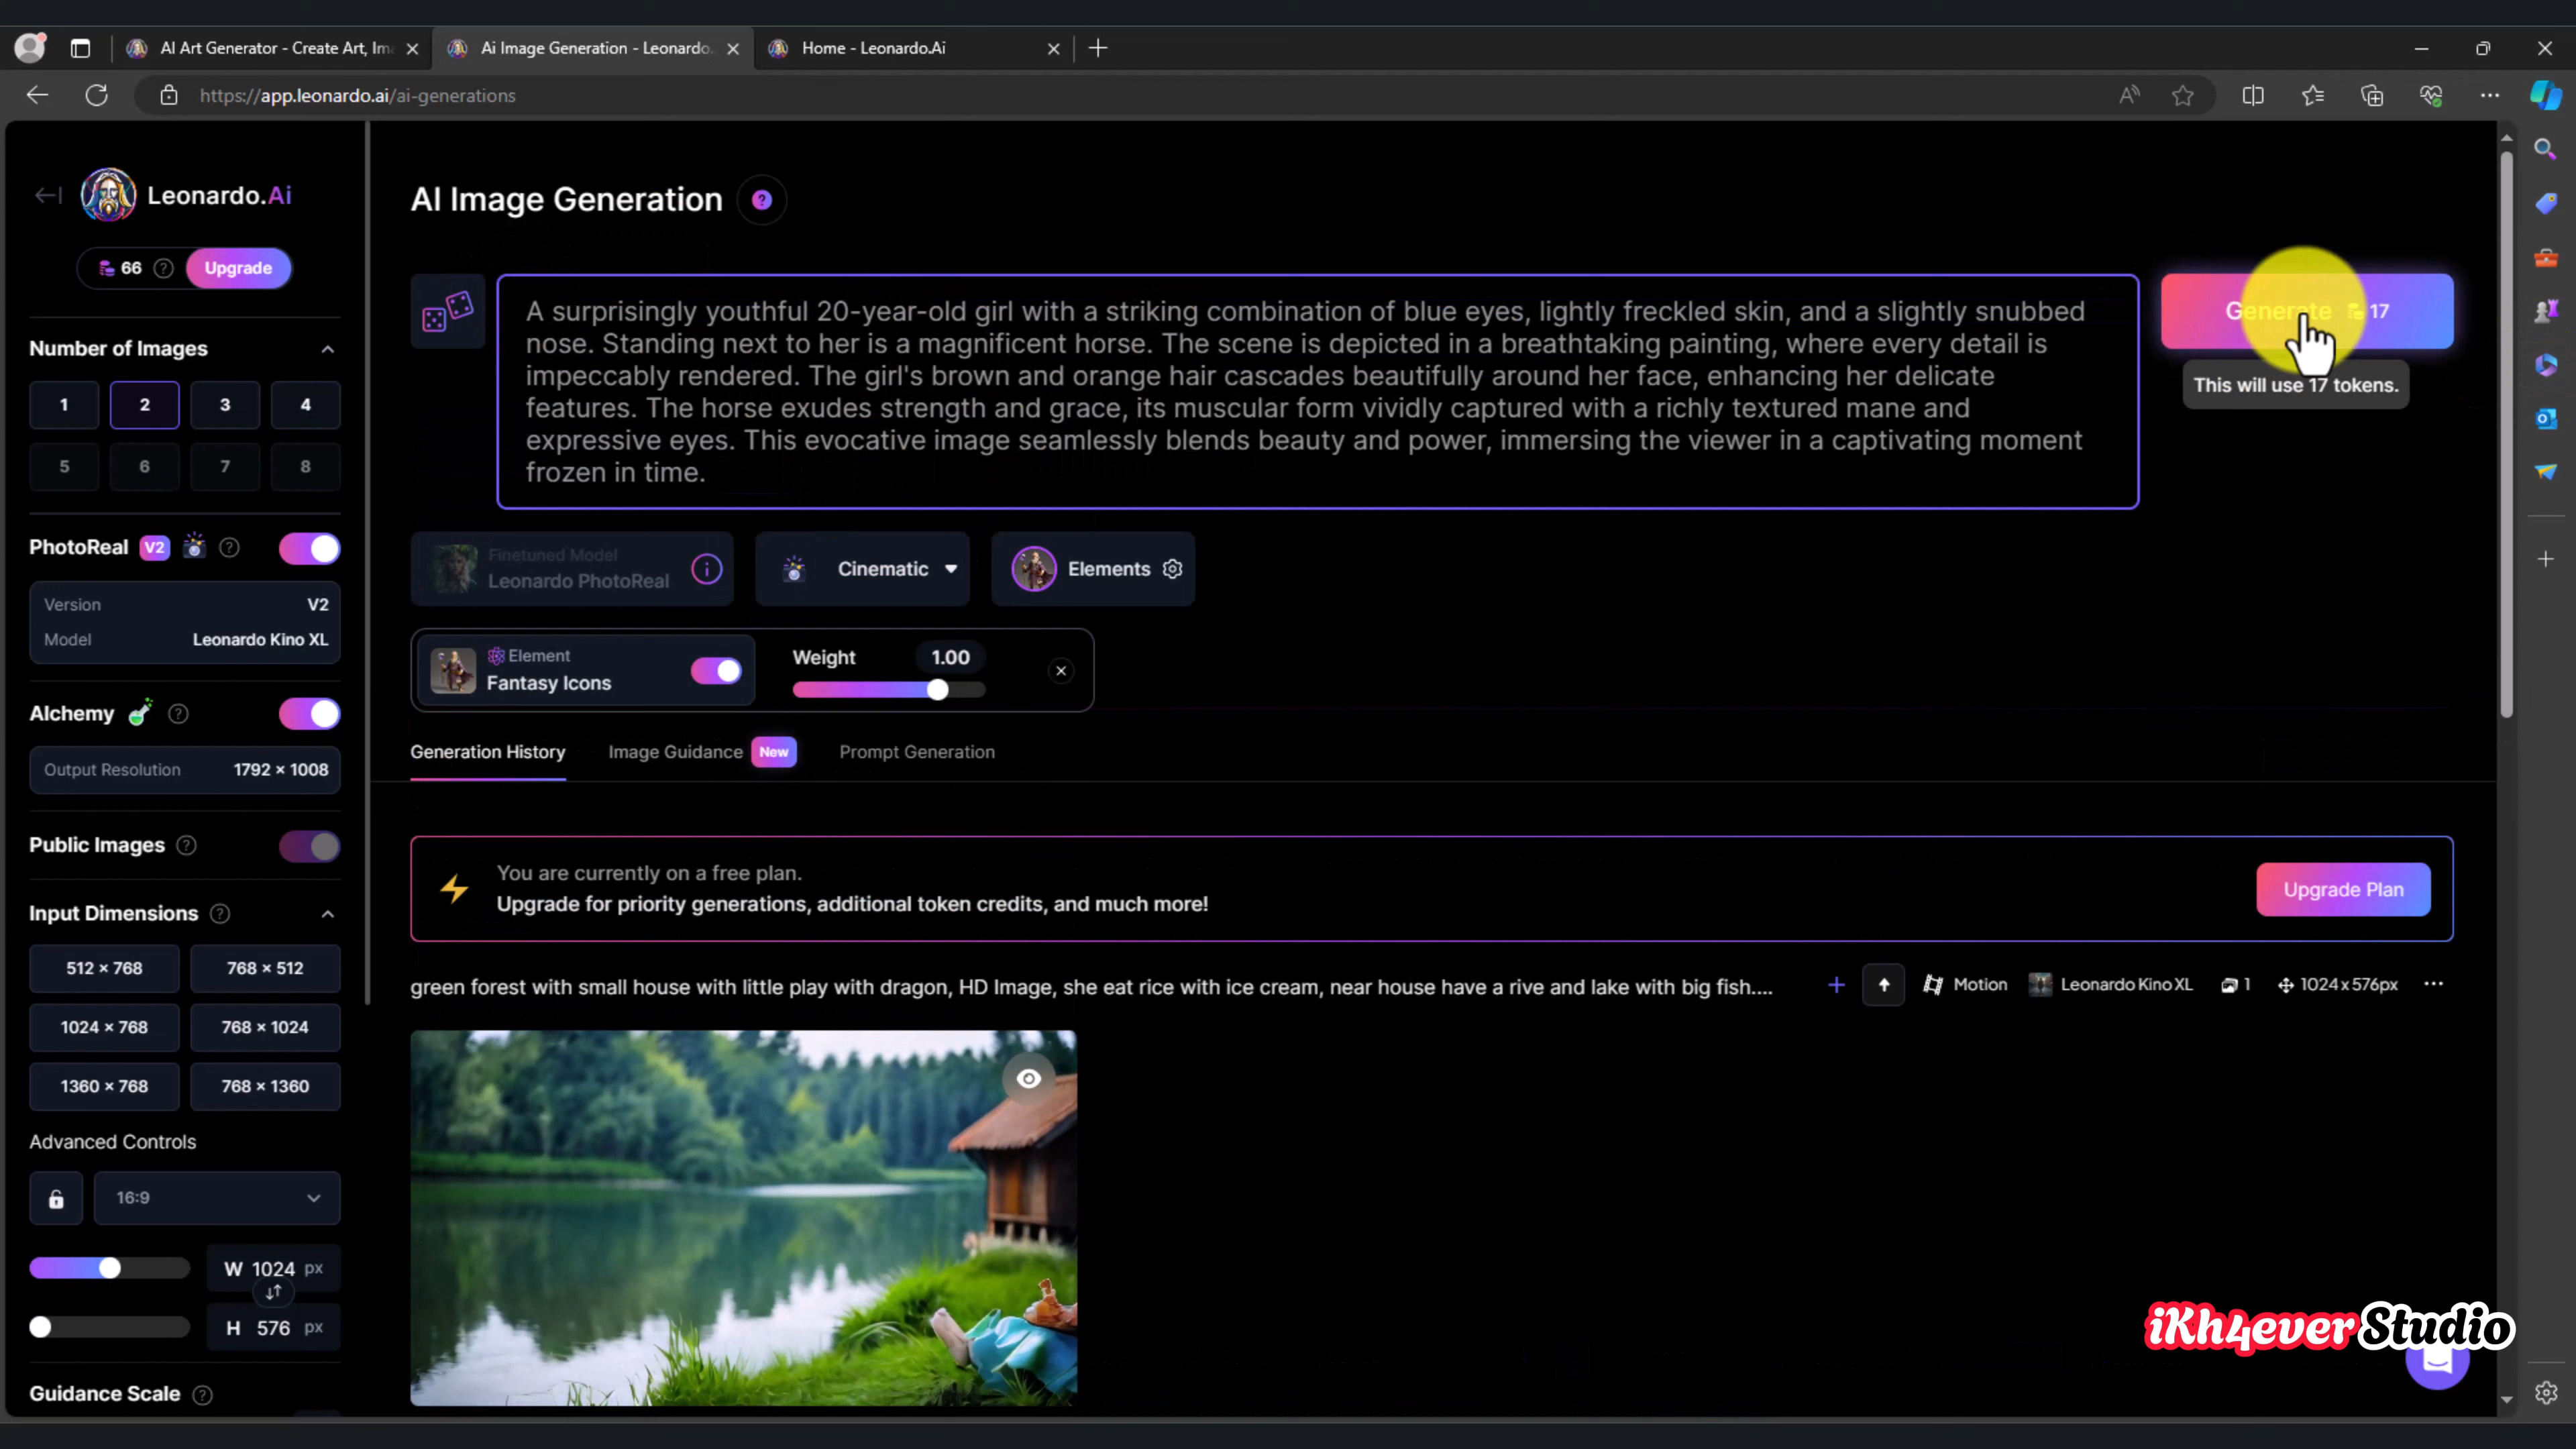 AI Art Generator - Create Art, Im
Ai Image Generation - Leonardo.
Home - Leonardo.Ai
https://app.leonardo.ai/ai-generations
Leonardo.Ai
66
Upgrade
Number of Images
1
2
3
4
5
6
7
8
PhotoReal V2
Version V2
Model Leonardo Kino XL
Alchemy
Output Resolution 1792 × 1008
Public Images
Input Dimensions
512 × 768
768 × 512
1024 × 768
768 × 1024
1360 × 768
768 × 1360
Advanced Controls
16:9
W 1024 px
H 576 px
Guidance Scale
AI Image Generation
A surprisingly youthful 20-year-old girl with a striking combination of blue eyes, lightly freckled skin, and a slightly snubbed
nose. Standing next to her is a magnificent horse. The scene is depicted in a breathtaking painting, where every detail is
impeccably rendered. The girl's brown and orange hair cascades beautifully around her face, enhancing her delicate
features. The horse exudes strength and grace, its muscular form vividly captured with a richly textured mane and
expressive eyes. This evocative image seamlessly blends beauty and power, immersing the viewer in a captivating moment
frozen in time.
Generate 17
This will use 17 tokens.
Finetuned Model
Leonardo PhotoReal
Cinematic
Elements
Element
Fantasy Icons
Weight 1.00
Generation History
Image Guidance New
Prompt Generation
You are currently on a free plan.
Upgrade for priority generations, additional token credits, and much more!
Upgrade Plan
green forest with small house with little play with dragon, HD Image, she eat rice with ice cream, near house have a rive and lake with big fish....
Motion
Leonardo Kino XL
1
1024 x 576px
iKh4ever Studio